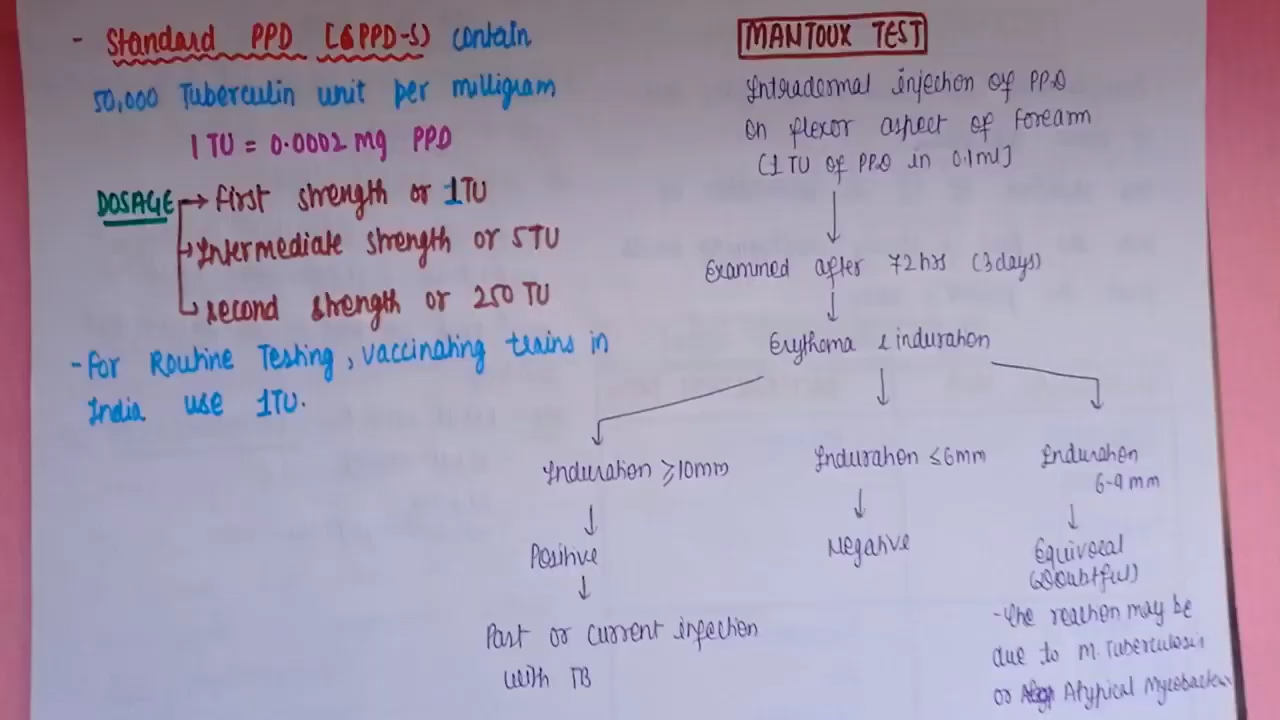 - Standard PPD (6PPD-S) contain
50,000 Tuberculin unit per milligram
1 TU = 0.0002 mg PPD
DOSAGE → First strength or 1TU
→ Intermediate strength or 5TU
→ second strength or 250 TU
- For Routine Testing, vaccinating trains in
India use 1TU.
MANTOUX TEST
Intradermal injection of PPD
on flexor aspect of Forearm
[1 TU of PPD in 0.1ml]
↓
Examined after 72 hrs (3 days)
↓
Erythema & induration
Induration ≥10mm
↓
Positive
↓
Past or current infection
with TB
Induration ≤6mm
↓
Negative
Induration
6-9 mm
↓
Equivocal
(Doubtful)
- The reaction may be
due to M. Tuberculosis
or Atypical